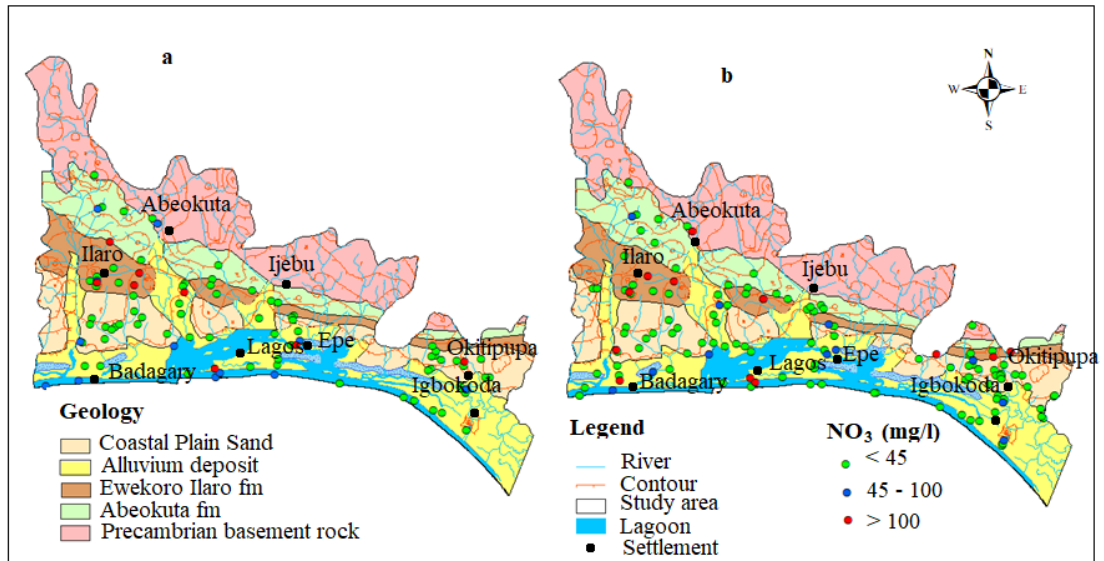 a
b
N
W E
S
Abeokuta
Ilaro
Ijebu
Lagos
Epe
Okitipupa
Badagary
Igbokoda
Abeokuta
Ilaro
Ijebu
Lagos
Epe
Okitipupa
Badagary
Igbokoda
Geology
Coastal Plain Sand
Alluvium deposit
Ewekoro Ilaro fm
Abeokuta fm
Precambrian basement rock
Legend
River
Contour
Study area
Lagoon
Settlement
NO₃ (mg/l)
< 45
45 - 100
> 100